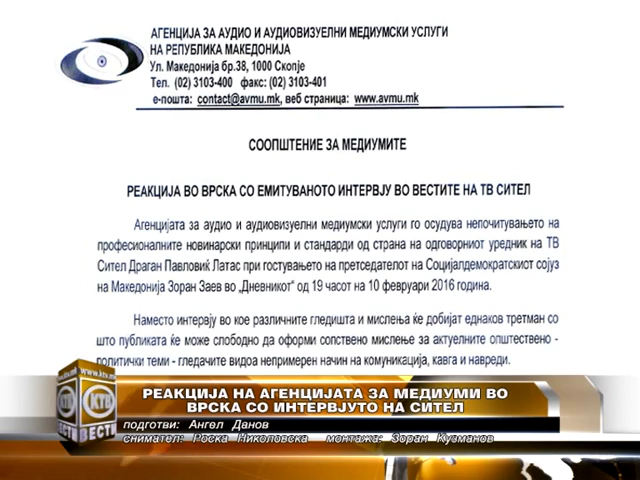 АГЕНЦИЈА ЗА АУДИО И АУДИОВИЗУЕЛНИ МЕДИУМСКИ УСЛУГИ
НА РЕПУБЛИКА МАКЕДОНИЈА
Ул. Македонија бр.38, 1000 Скопје
Тел. (02) 3103-400 факс: (02) 3103-401
е-пошта: contact@avmu.mk, веб страница: www.avmu.mk
СООПШТЕНИЕ ЗА МЕДИУМИТЕ
РЕАКЦИЈА ВО ВРСКА СО ЕМИТУВАНОТО ИНТЕРВЈУ ВО ВЕСТИТЕ НА ТВ СИТЕЛ
Агенцијата за аудио и аудиовизуелни медиумски услуги го осудува непочитувањето на
професионалните новинарски принципи и стандарди од страна на одговорниот уредник на ТВ
Сител Драган Павловиќ Латас при гостувањето на претседателот на Социјалдемократскиот сојуз
на Македонија Зоран Заев во „Дневникот“ од 19 часот на 10 февруари 2016 година.
Наместо интервју во кое различните гледишта и мислења ќе добијат еднаков третман со
што публиката ќе може слободно да оформи сопствено мислење за актуелните општествено -
политички теми - гледачите видоа непримерен начин на комуникација, кавга и навреди.
www.ktv.mk
КТВ
ВЕСТИ
РЕАКЦИЈА НА АГЕНЦИЈАТА ЗА МЕДИУМИ ВО
ВРСКА СО ИНТЕРВЈУТО НА СИТЕЛ
подготви: Ангел Данов
снимател: Роска Николовска монтажа: Зоран Кузманов